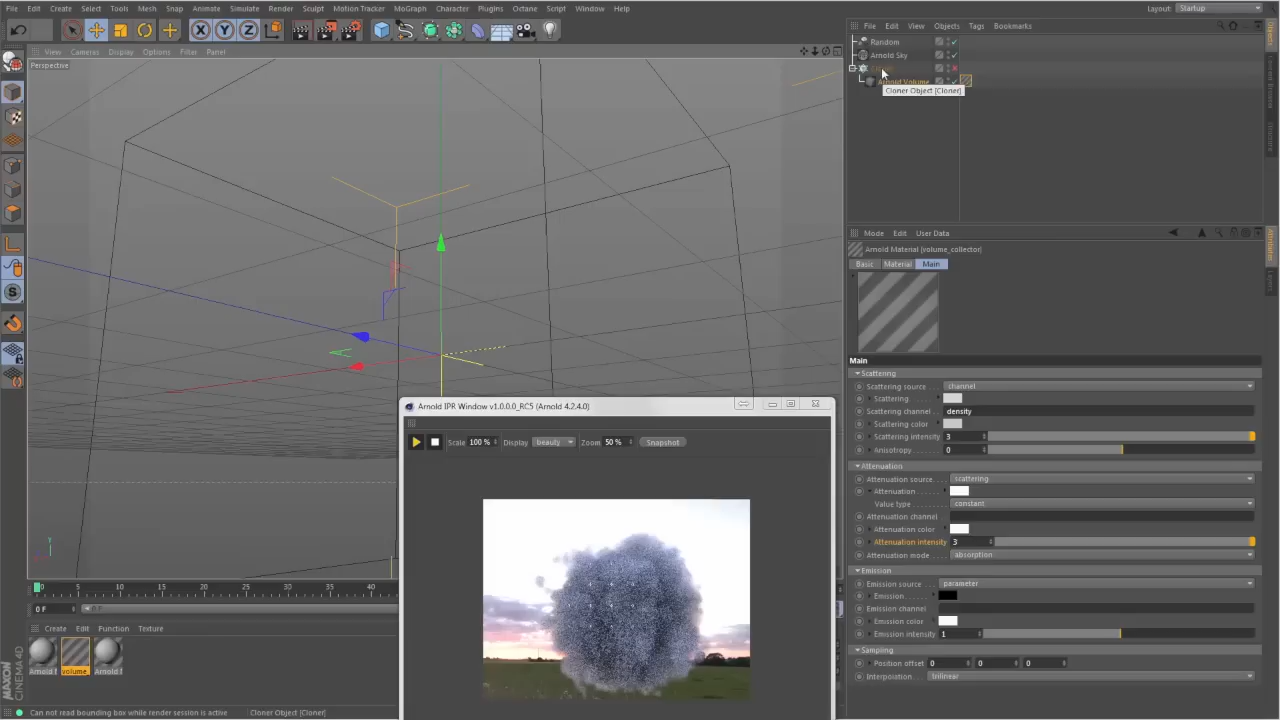 File Edit Create Select Tools Mesh Snap Animate Simulate Render Sculpt Motion Tracker MoGraph Character Plugins Octane Script Window Help
Layout: Startup
File Edit View Objects Tags Bookmarks
View Cameras Display Options Filter Panel
Perspective
Random
Arnold Sky
Arnold Volume
Cloner Object [Cloner]
Objects
Structure
Mode Edit User Data
Attributes
Layers
Arnold Material [volume_collector]
Basic Material Main
Main
Scattering
Scattering source channel
Scattering
Scattering channel density
Scattering color
Scattering intensity 3
Anisotropy 0
Attenuation
Attenuation source scattering
Attenuation
Value type constant
Attenuation channel
Attenuation color
Attenuation intensity 3
Attenuation mode absorption
Emission
Emission source parameter
Emission
Emission channel
Emission color
Emission intensity 1
Sampling
Position offset 0 0 0
Interpolation trilinear
Arnold IPR Window v1.0.0.0_RC5 (Arnold 4.2.4.0)
Scale 100 % Display beauty Zoom 50 % Snapshot
Y
0 5 10 15 20 25 30 35 40
0 F 0 F
Create Edit Function Texture
Arnold volume Arnold
MAXON CINEMA 4D
Can not read bounding box while render session is active Cloner Object [Cloner]